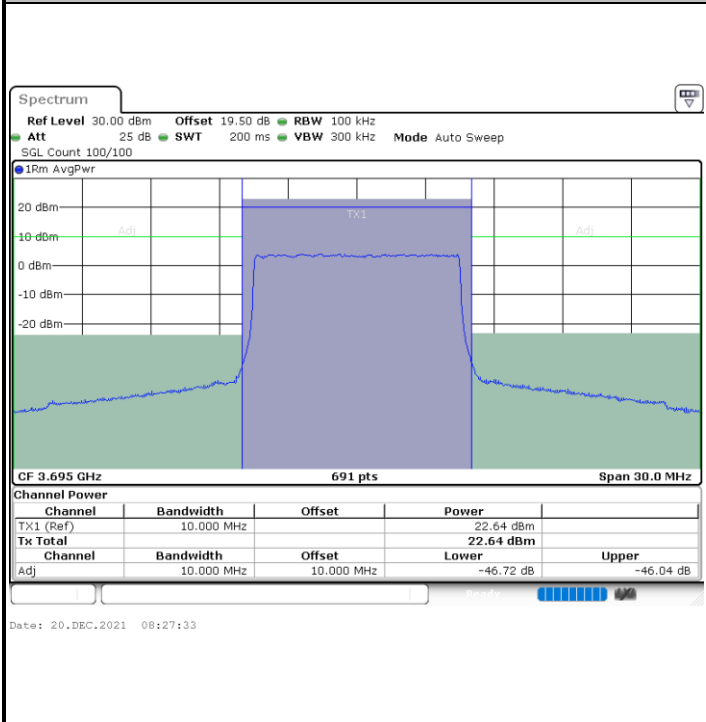 Spectrum
Ref Level 30.00 dBm Offset 19.50 dB RBW 100 kHz
Att 25 dB SWT 200 ms VBW 300 kHz Mode Auto Sweep
SGL Count 100/100
1Rm AvgPwr
20 dBm
TX1
10 dBm Adj Adj
0 dBm
-10 dBm
-20 dBm
CF 3.695 GHz 691 pts Span 30.0 MHz
Channel Power
Channel Bandwidth Offset Power
TX1 (Ref) 10.000 MHz 22.64 dBm
Tx Total 22.64 dBm
Channel Bandwidth Offset Lower Upper
Adj 10.000 MHz 10.000 MHz -46.72 dB -46.04 dB
Ready
Date: 20.DEC.2021 08:27:33